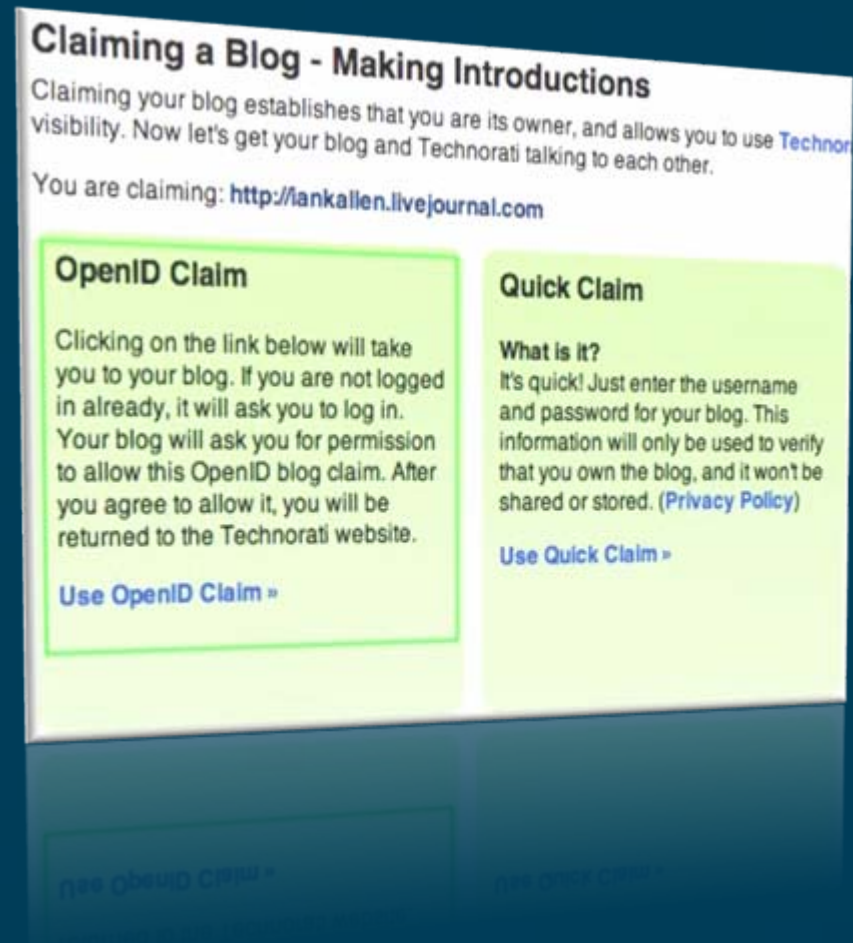 Claiming a Blog - Making Introductions
Claiming your blog establishes that you are its owner, and allows you to use Technor
visibility. Now let's get your blog and Technorati talking to each other.
You are claiming: http://iankallen.livejournal.com
OpenID Claim
Clicking on the link below will take
you to your blog. If you are not logged
in already, it will ask you to log in.
Your blog will ask you for permission
to allow this OpenID blog claim. After
you agree to allow it, you will be
returned to the Technorati website.
Use OpenID Claim »
Quick Claim
What is it?
It's quick! Just enter the username
and password for your blog. This
information will only be used to verify
that you own the blog, and it won't be
shared or stored. (Privacy Policy)
Use Quick Claim »